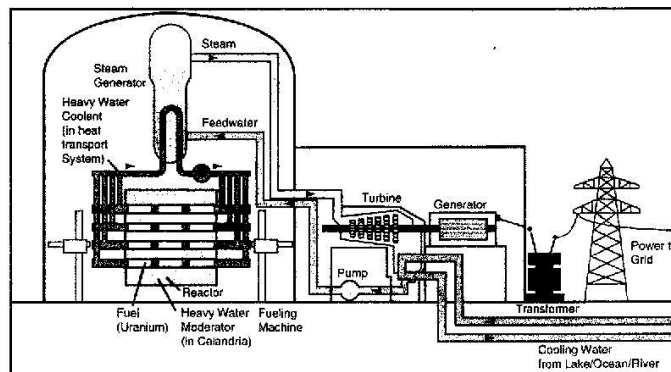 Steam
Steam
Generator
Heavy Water
Coolant
(in heat
transport
System)
Feedwater
Turbine
Generator
Pump
Power t
Grid
Reactor
Fuel
(Uranium)
Heavy Water
Moderator
(in Calandria)
Fueling
Machine
Transformer
Cooling Water
from Lake/Ocean/River